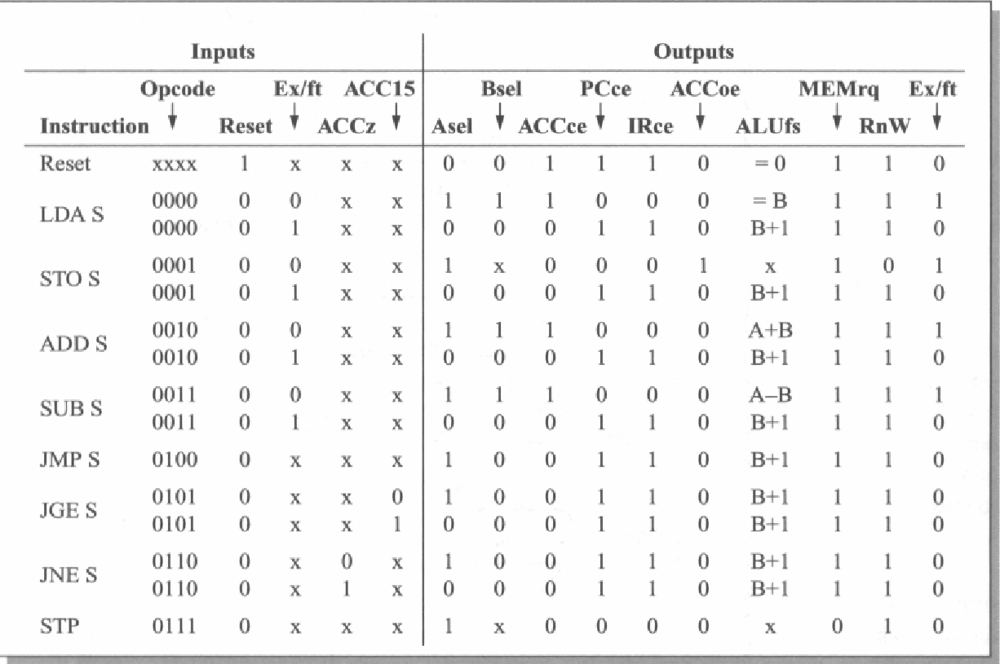 Inputs Outputs
Opcode Ex/ft ACC15 Bsel PCce ACCoe MEMrq Ex/ft
Instruction ↓ Reset ↓ ACCz ↓ Asel ↓ ACCce ↓ IRce ↓ ALUfs ↓ RnW ↓
Reset xxxx 1 x x x 0 0 1 1 1 0 = 0 1 1 0
LDA S 0000 0 0 x x 1 1 1 0 0 0 = B 1 1 1
0000 0 1 x x 0 0 0 1 1 0 B+1 1 1 0
STO S 0001 0 0 x x 1 x 0 0 0 1 x 1 0 1
0001 0 1 x x 0 0 0 1 1 0 B+1 1 1 0
ADD S 0010 0 0 x x 1 1 1 0 0 0 A+B 1 1 1
0010 0 1 x x 0 0 0 1 1 0 B+1 1 1 0
SUB S 0011 0 0 x x 1 1 1 0 0 0 A–B 1 1 1
0011 0 1 x x 0 0 0 1 1 0 B+1 1 1 0
JMP S 0100 0 x x x 1 0 0 1 1 0 B+1 1 1 0
JGE S 0101 0 x x 0 1 0 0 1 1 0 B+1 1 1 0
0101 0 x x 1 0 0 0 1 1 0 B+1 1 1 0
JNE S 0110 0 x 0 x 1 0 0 1 1 0 B+1 1 1 0
0110 0 x 1 x 0 0 0 1 1 0 B+1 1 1 0
STP 0111 0 x x x 1 x 0 0 0 0 x 0 1 0